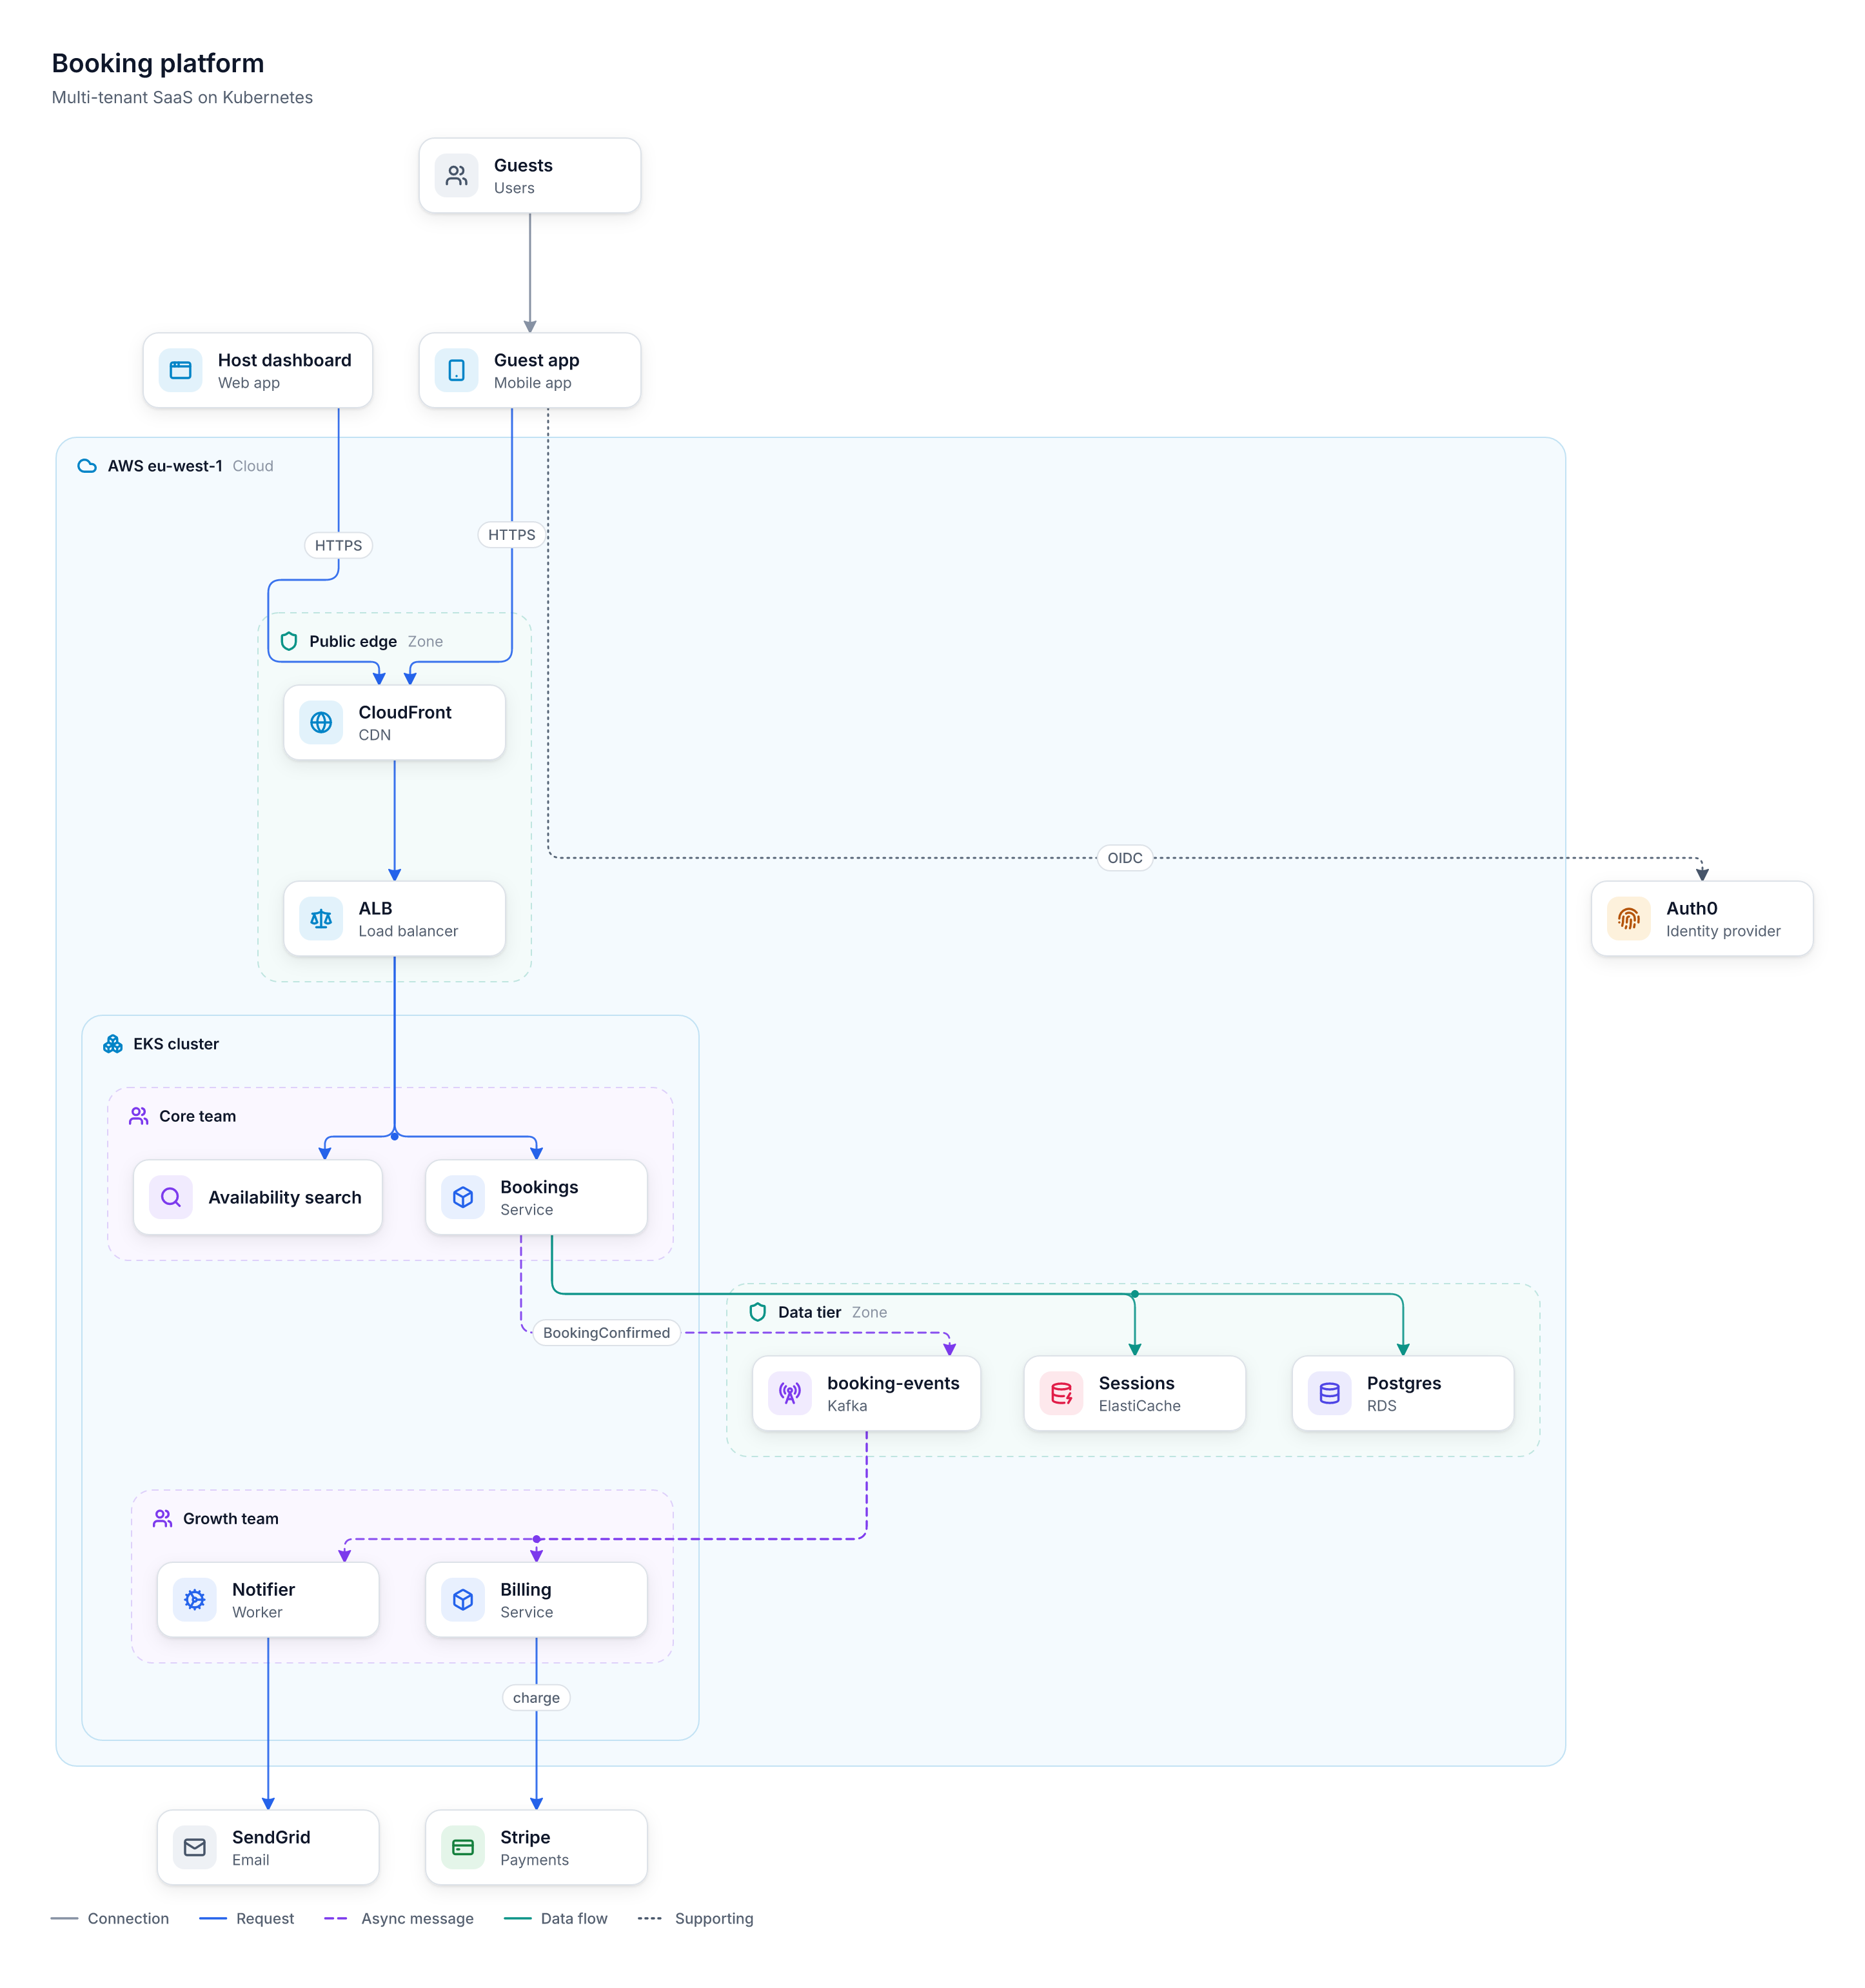 Booking platform
Multi-tenant SaaS on Kubernetes
Guests
Users
Host dashboard
Web app
Guest app
Mobile app
AWS eu-west-1 Cloud
HTTPS
HTTPS
Public edge Zone
CloudFront
CDN
OIDC
ALB
Load balancer
Auth0
Identity provider
EKS cluster
Core team
Availability search
Bookings
Service
Data tier Zone
BookingConfirmed
booking-events
Kafka
Sessions
ElastiCache
Postgres
RDS
Growth team
Notifier
Worker
Billing
Service
charge
SendGrid
Email
Stripe
Payments
Connection Request Async message Data flow Supporting